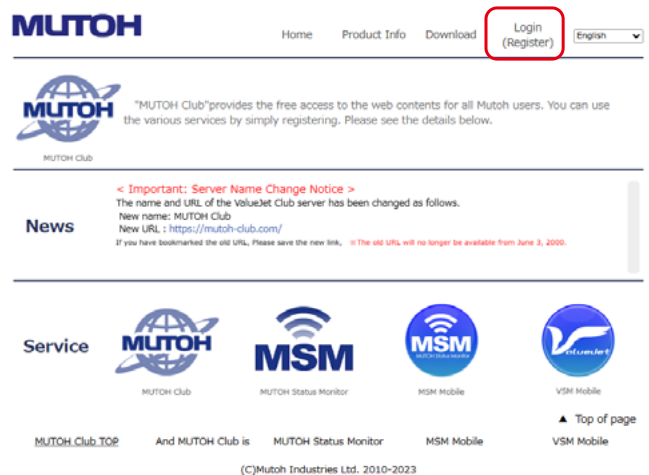 MUTOH
Home Product Info Download Login (Register) English
MUTOH
MUTOH Club
"MUTOH Club"provides the free access to the web contents for all Mutoh users. You can use
the various services by simply registering. Please see the details below.
News
< Important: Server Name Change Notice >
The name and URL of the ValueJet Club server has been changed as follows.
New name: MUTOH Club
New URL : https://mutoh-club.com/
If you have bookmarked the old URL, Please save the new link, ※The old URL will no longer be available from June 3, 2000.
Service
MUTOH
MSM
MSM
MUTOH Status Monitor
ValueJet
MUTOH Club MUTOH Status Monitor MSM Mobile VSM Mobile
▲ Top of page
MUTOH Club TOP And MUTOH Club is MUTOH Status Monitor MSM Mobile VSM Mobile
(C)Mutoh Industries Ltd. 2010-2023